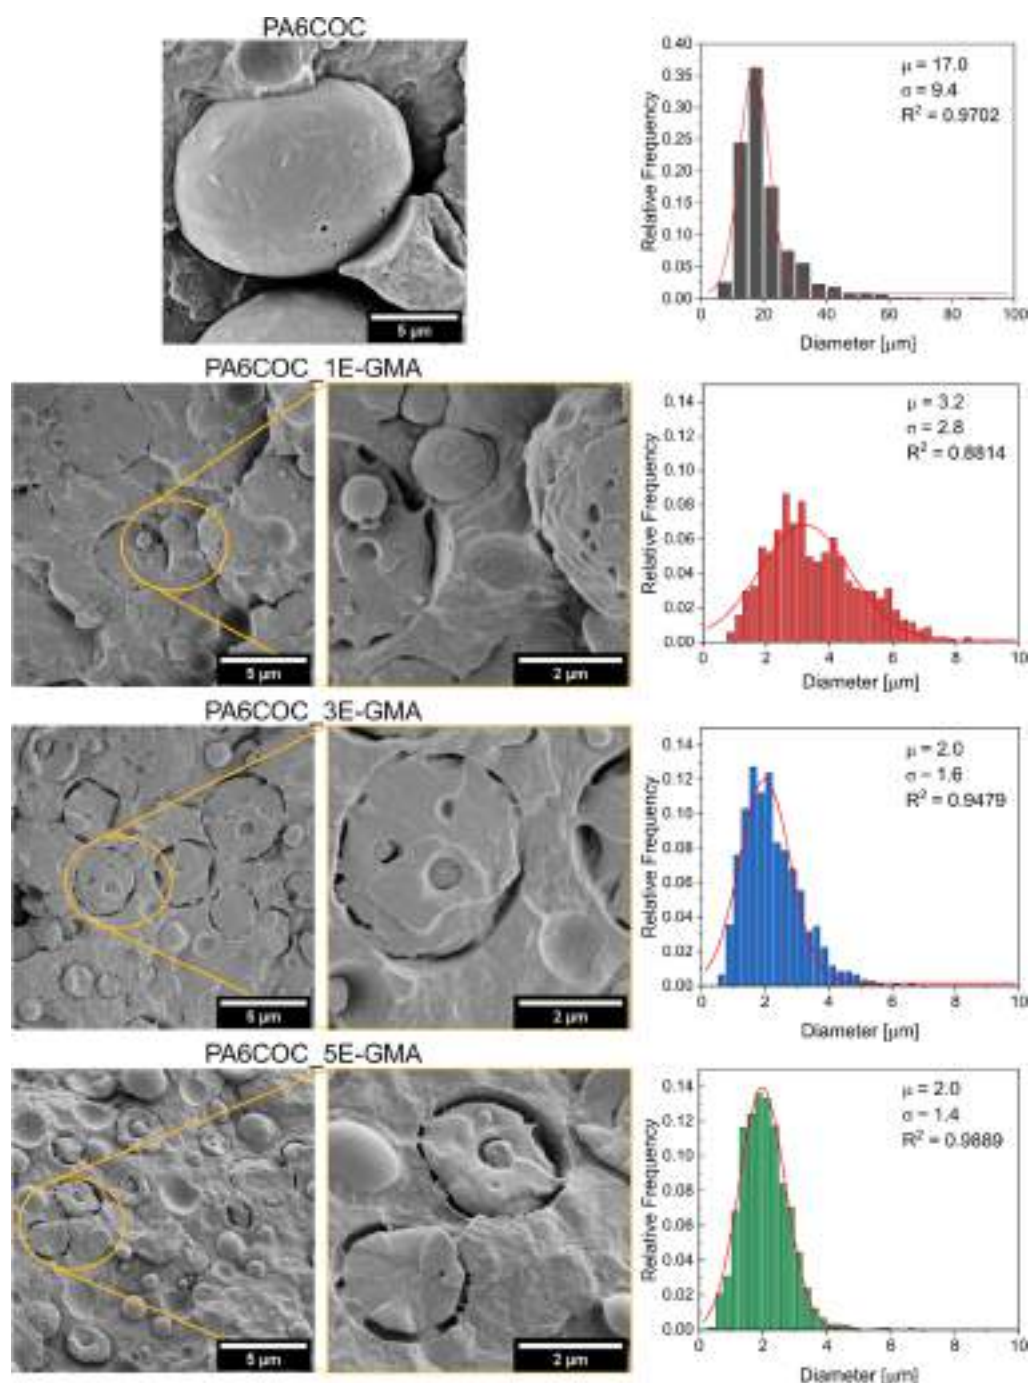 PA6COC
5 µm
0.40
0.35
0.30
0.25
0.20
0.15
0.10
0.05
0.00
Relative Frequency
µ = 17.0
σ = 9.4
R² = 0.9702
0 20 40 60 80 100
Diameter [µm]
PA6COC_1E-GMA
5 µm
2 µm
0.14
0.12
0.10
0.08
0.06
0.04
0.02
0.00
Relative Frequency
µ = 3.2
σ = 2.8
R² = 0.8814
0 2 4 6 8 10
Diameter [µm]
PA6COC_3E-GMA
5 µm
2 µm
0.14
0.12
0.10
0.08
0.06
0.04
0.02
0.00
Relative Frequency
µ = 2.0
σ = 1.6
R² = 0.9479
0 2 4 6 8 10
Diameter [µm]
PA6COC_5E-GMA
5 µm
2 µm
0.14
0.12
0.10
0.08
0.06
0.04
0.02
0.00
Relative Frequency
µ = 2.0
σ = 1.4
R² = 0.9889
0 2 4 6 8 10
Diameter [µm]